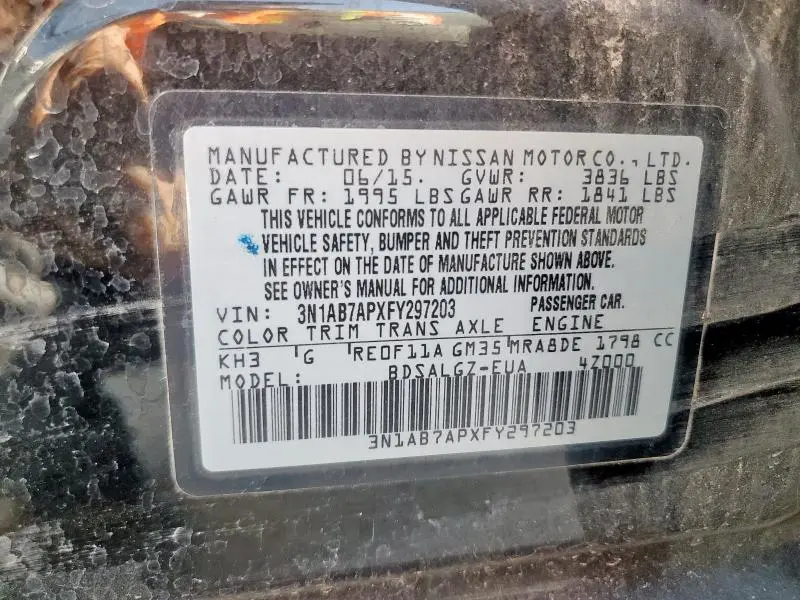 MANUFACTURED BY NISSAN MOTOR CO., LTD.
DATE: 06/15. GVWR: 3836 LBS
GAWR FR: 1995 LBS GAWR RR: 1841 LBS
THIS VEHICLE CONFORMS TO ALL APPLICABLE FEDERAL MOTOR
VEHICLE SAFETY, BUMPER AND THEFT PREVENTION STANDARDS
IN EFFECT ON THE DATE OF MANUFACTURE SHOWN ABOVE.
SEE OWNER'S MANUAL FOR ADDITIONAL INFORMATION.
VIN: 3N1AB7APXFY297203 PASSENGER CAR.
COLOR TRIM TRANS AXLE ENGINE
KH3 G RE0F11A GM35 MRA8DE 1798 CC
MODEL: BDSALGZ-EUA 4Z000
3N1AB7APXFY297203